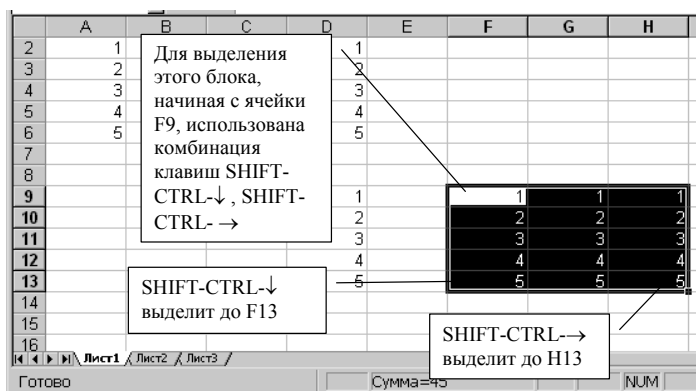 A B C D E F G H
2 1 1
3 2 2
4 3 3
5 4 4
6 5 5
7
8
9 1 1 1 1
10 2 2 2 2
11 3 3 3 3
12 4 4 4 4
13 5 5 5 5
14
15
16
Для выделения
этого блока,
начиная с ячейки
F9, использована
комбинация
клавиш SHIFT-
CTRL-↓ , SHIFT-
CTRL- →
SHIFT-CTRL-↓
выделит до F13
SHIFT-CTRL-→
выделит до H13
Лист1 Лист2 Лист3
Готово Сумма=45 NUM